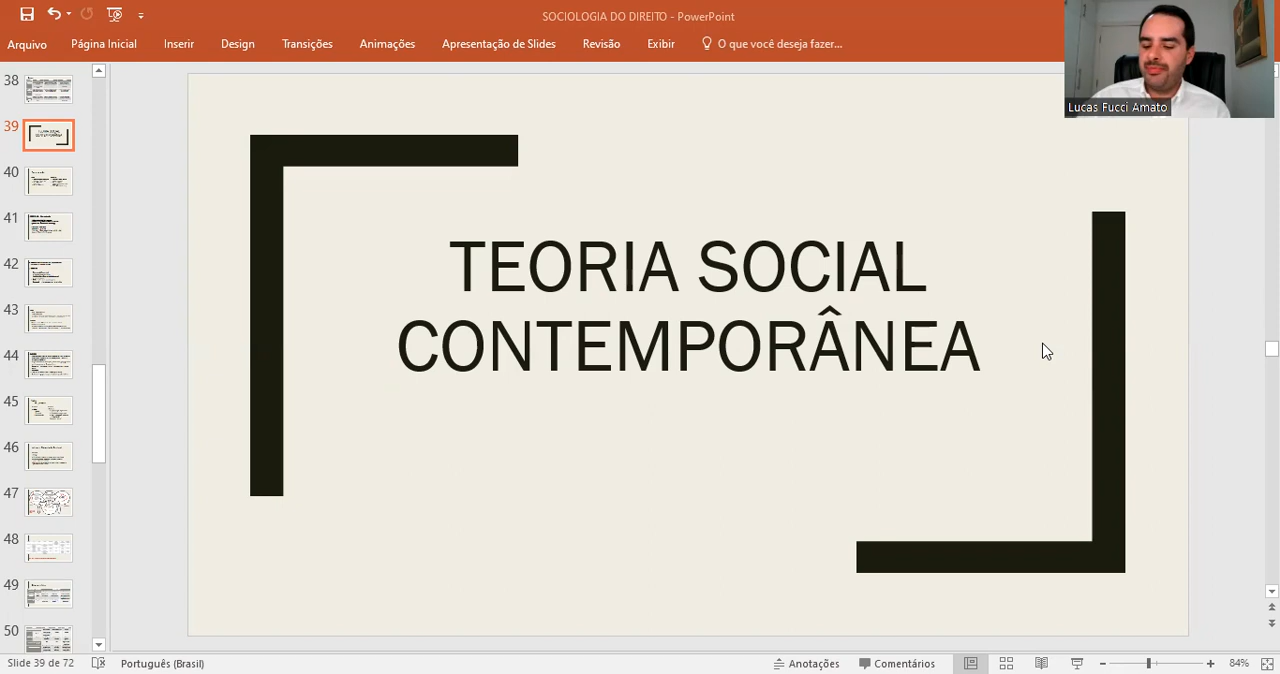 SOCIOLOGIA DO DIREITO - PowerPoint
Arquivo Página Inicial Inserir Design Transições Animações Apresentação de Slides Revisão Exibir O que você deseja fazer...
Lucas Fucci Amato
38
39
40
41
42
43
44
45
46
47
48
49
50
TEORIA SOCIAL
CONTEMPORÂNEA
Slide 39 de 72 Português (Brasil) Anotações Comentários 84%